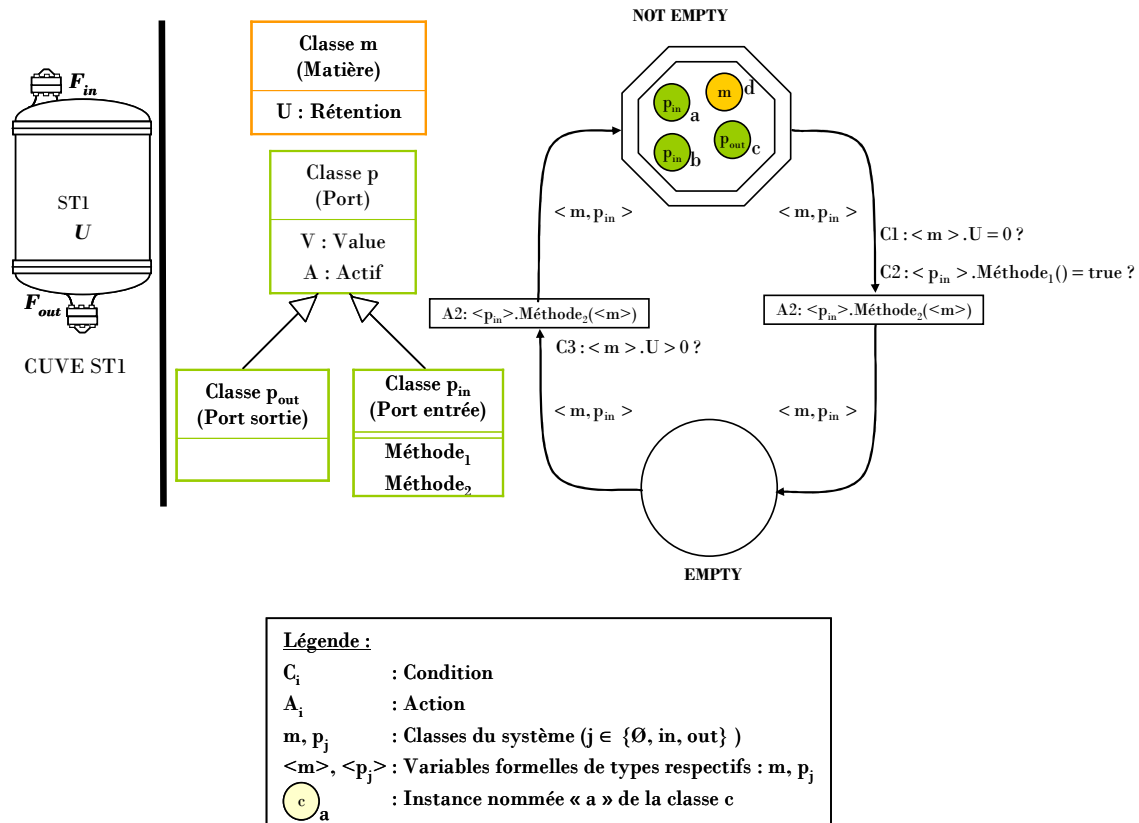 F_in
ST1
U
F_out
CUVE ST1
Classe m
(Matière)
U : Rétention
Classe p
(Port)
V : Value
A : Actif
Classe p_out
(Port sortie)
Classe p_in
(Port entrée)
Méthode_1
Méthode_2
NOT EMPTY
p_in a
m d
p_in b
p_out c
< m, p_in >
< m, p_in >
C1 : < m > .U = 0 ?
C2 : < p_in > .Méthode_1() = true ?
A2: <p_in>.Méthode_2(<m>)
A2: <p_in>.Méthode_2(<m>)
C3 : < m > .U > 0 ?
< m, p_in >
< m, p_in >
EMPTY
Légende :
C_i : Condition
A_i : Action
m, p_j : Classes du système (j ∈ {Ø, in, out} )
<m>, <p_j> : Variables formelles de types respectifs : m, p_j
c a : Instance nommée « a » de la classe c